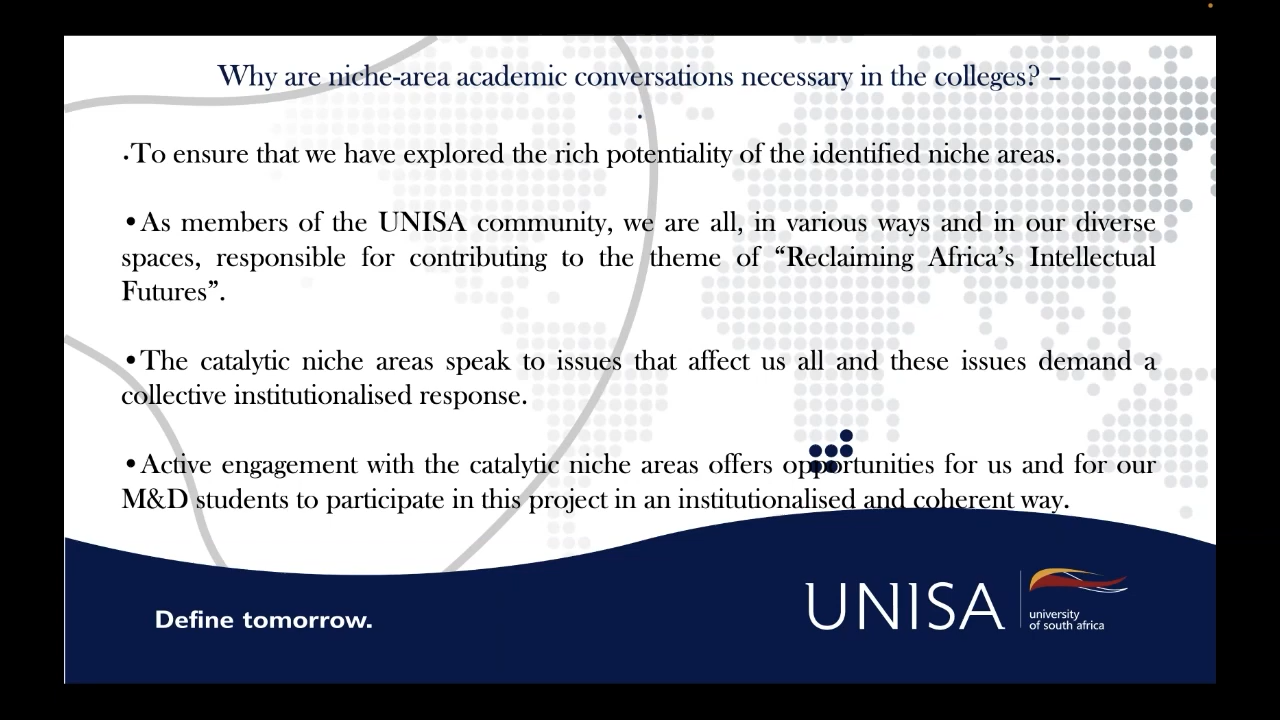 Why are niche-area academic conversations necessary in the colleges? –
.
·To ensure that we have explored the rich potentiality of the identified niche areas.
•As members of the UNISA community, we are all, in various ways and in our diverse
spaces, responsible for contributing to the theme of “Reclaiming Africa’s Intellectual
Futures”.
•The catalytic niche areas speak to issues that affect us all and these issues demand a
collective institutionalised response.
•Active engagement with the catalytic niche areas offers opportunities for us and for our
M&D students to participate in this project in an institutionalised and coherent way.
Define tomorrow.
UNISA
university
of south africa